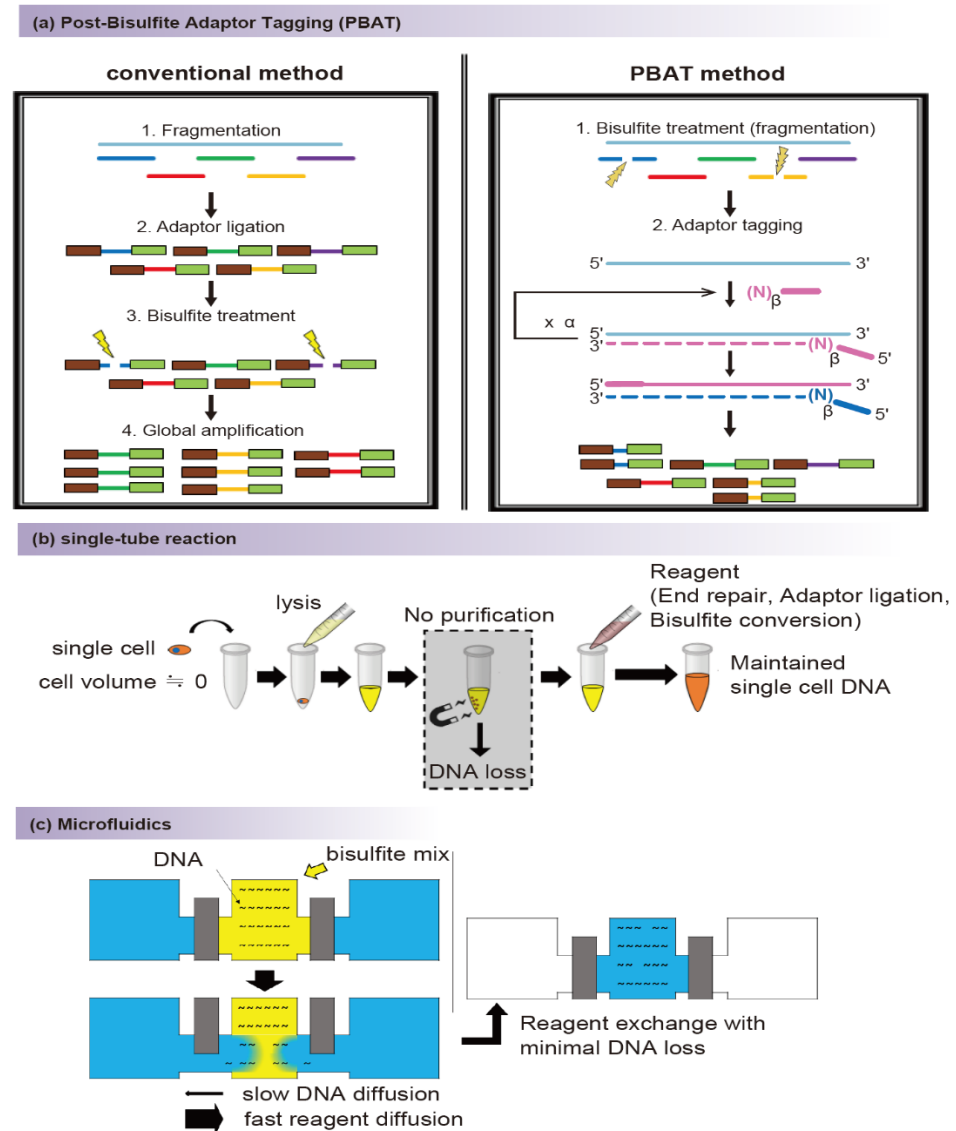 (a) Post-Bisulfite Adaptor Tagging (PBAT)
conventional method
1. Fragmentation
2. Adaptor ligation
3. Bisulfite treatment
4. Global amplification
PBAT method
1. Bisulfite treatment (fragmentation)
2. Adaptor tagging
5' 3'
(N)β
x α
5' 3'
3' (N)β 5'
5' 3'
3' (N)β 5'
(b) single-tube reaction
single cell
cell volume ≒ 0
lysis
No purification
DNA loss
Reagent
(End repair, Adaptor ligation,
Bisulfite conversion)
Maintained
single cell DNA
(c) Microfluidics
DNA
bisulfite mix
slow DNA diffusion
fast reagent diffusion
Reagent exchange with
minimal DNA loss